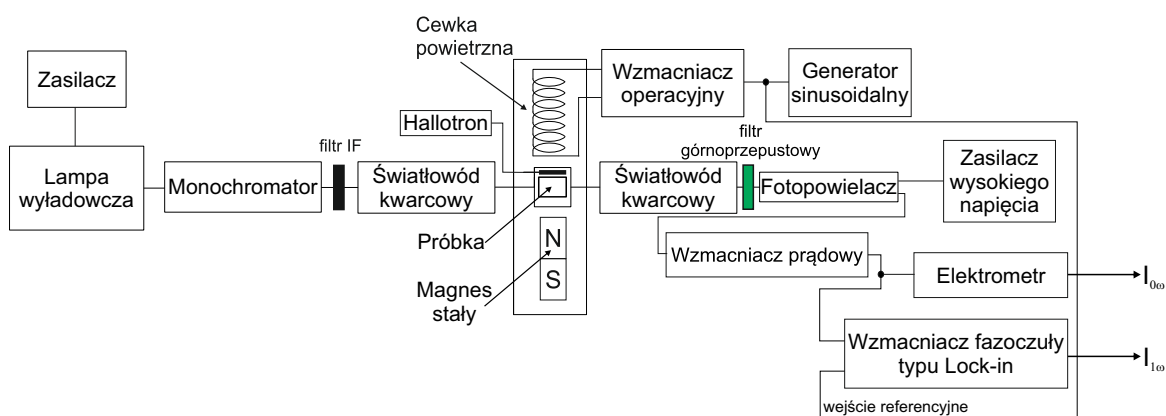 Cewka
powietrzna
Zasilacz
Wzmacniacz
operacyjny
Generator
sinusoidalny
Hallotron
filtr IF
filtr
górnoprzepustowy
Lampa
wyładowcza
Monochromator
Światłowód
kwarcowy
Światłowód
kwarcowy
Fotopowielacz
Zasilacz
wysokiego
napięcia
Próbka
N
S
Magnes
stały
Wzmacniacz prądowy
Elektrometr
I0ω
Wzmacniacz fazoczuły
typu Lock-in
I1ω
wejście referencyjne